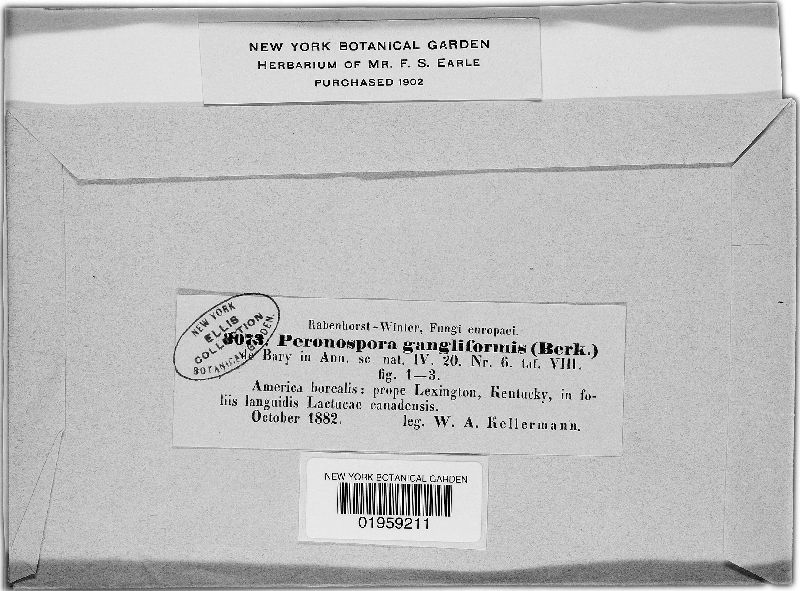 NEW YORK BOTANICAL GARDEN
HERBARIUM OF MR. F. S. EARLE
PURCHASED 1902
NEW YORK
ELLIS
COLLECTION
BOTANICAL GARDEN.
Rabenhorst-Winter, Fungi europaei.
3073. Peronospora gangliformis (Berk.)
Bary in Ann. sc nat. IV. 20. Nr. 6. taf. VIII.
fig. 1—3.
America borealis: prope Lexington, Kentucky, in fo-
liis languidis Lactucae canadensis.
October 1882. leg. W. A. Kellermann.
NEW YORK BOTANICAL GARDEN
01959211